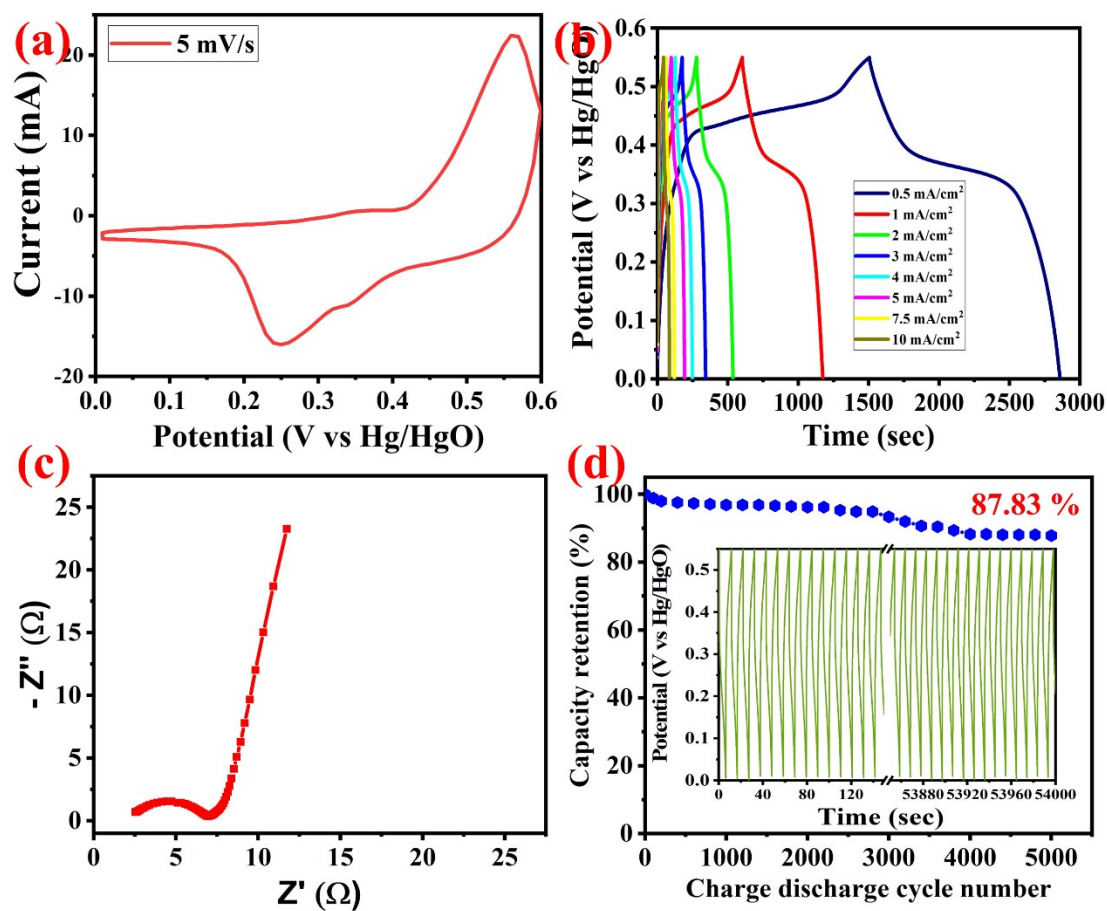 (a)
5 mV/s
20
10
0
-10
-20
Current (mA)
0.0 0.1 0.2 0.3 0.4 0.5 0.6
Potential (V vs Hg/HgO)
(b)
0.6
0.5
0.4
0.3
0.2
0.1
0.0
Potential (V vs Hg/HgO)
0.5 mA/cm²
1 mA/cm²
2 mA/cm²
3 mA/cm²
4 mA/cm²
5 mA/cm²
7.5 mA/cm²
10 mA/cm²
0 500 1000 1500 2000 2500 3000
Time (sec)
(c)
25
20
15
10
5
0
- Z" (Ω)
0 5 10 15 20 25
Z' (Ω)
(d)
100
80
60
40
20
0
Capacity retention (%)
87.83 %
0.5
0.4
0.3
0.2
0.1
0.0
Potential (V vs Hg/HgO)
0 40 80 120 53880 53920 53960 54000
Time (sec)
0 1000 2000 3000 4000 5000
Charge discharge cycle number